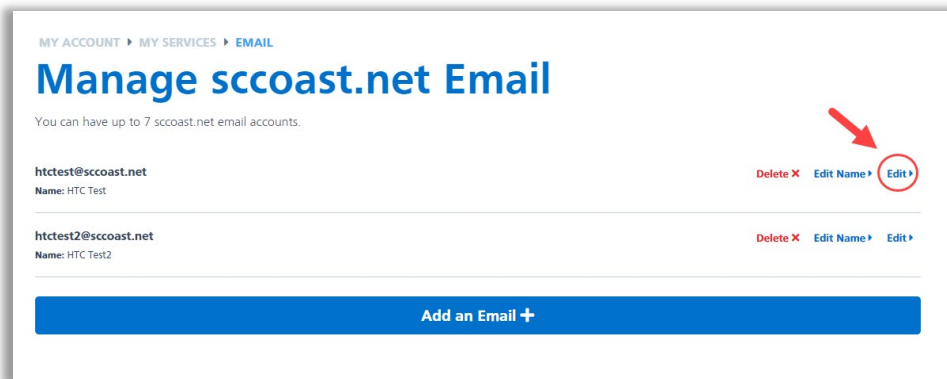 MY ACCOUNT MY SERVICES EMAIL
Manage sccoast.net Email
You can have up to 7 sccoast.net email accounts.
htctest@sccoast.net
Name: HTC Test
Delete Edit Name Edit
htctest2@sccoast.net
Name: HTC Test2
Delete Edit Name Edit
Add an Email +